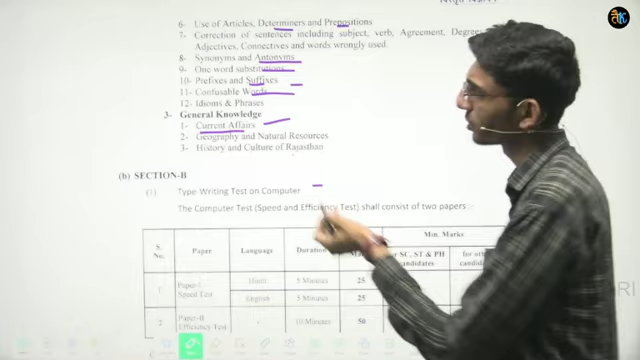 6- Use of Articles, Determiners and Prepositions
7- Correction of sentences including subject, verb, Agreement, Degree
Adjectives, Connectives and words wrongly used.
8- Synonyms and Antonyms
9- One word substitutions
10- Prefixes and Suffixes
11- Confusable Words
12- Idioms & Phrases
3- General Knowledge
1- Current Affairs
2- Geography and Natural Resources
3- History and Culture of Rajasthan
(b) SECTION-B
(1) Type Writing Test on Computer
The Computer Test (Speed and Efficiency Test) shall consist of two papers :-
S. No. Paper Language Duration Min. Marks
for SC, ST & PH candidates for
1 Paper-I Speed Test Hindi 5 Minutes 25
English 5 Minutes 25
2 Paper-II Efficiency Test - 10 Minutes 50